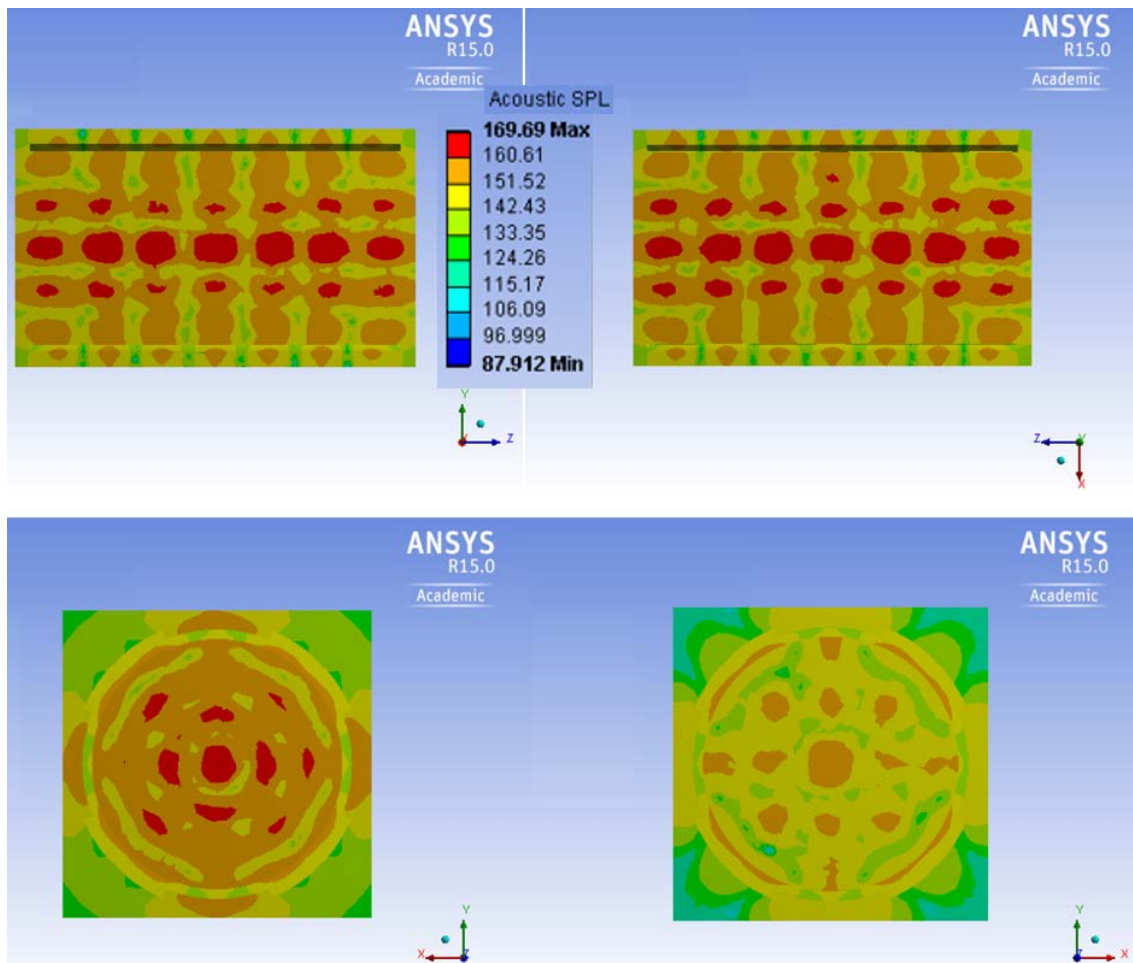 ANSYS
R15.0
Academic
ANSYS
R15.0
Academic
Acoustic SPL
169.69 Max
160.61
151.52
142.43
133.35
124.26
115.17
106.09
96.999
87.912 Min
Y
X
Z
Z
Y
X
ANSYS
R15.0
Academic
ANSYS
R15.0
Academic
Y
X
Z
Y
Z
X